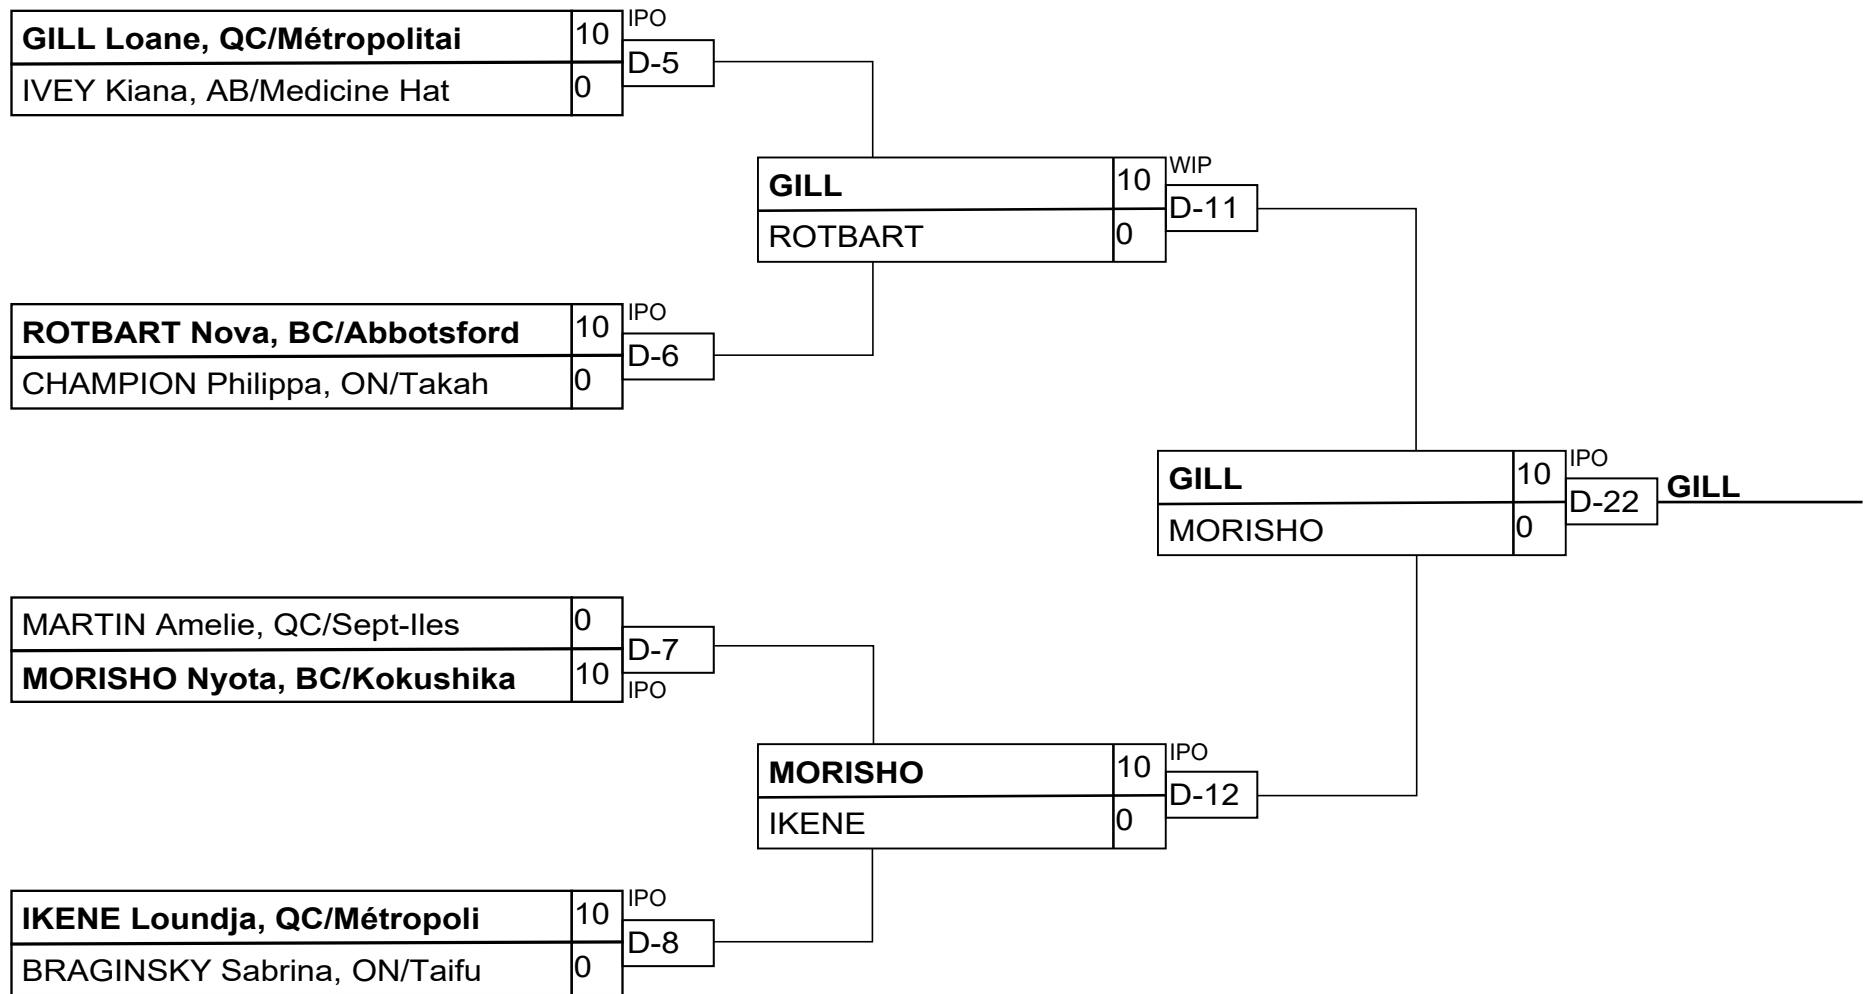 GILL Loane, QC/Métropolitai 10 IPO
D-5
IVEY Kiana, AB/Medicine Hat 0
GILL 10 WIP
D-11
ROTBART 0
ROTBART Nova, BC/Abbotsford 10 IPO
D-6
CHAMPION Philippa, ON/Takah 0
GILL 10 IPO
D-22 GILL
MORISHO 0
MARTIN Amelie, QC/Sept-Iles 0
D-7
MORISHO Nyota, BC/Kokushika 10 IPO
MORISHO 10 IPO
D-12
IKENE 0
IKENE Loundja, QC/Métropoli 10 IPO
D-8
BRAGINSKY Sabrina, ON/Taifu 0